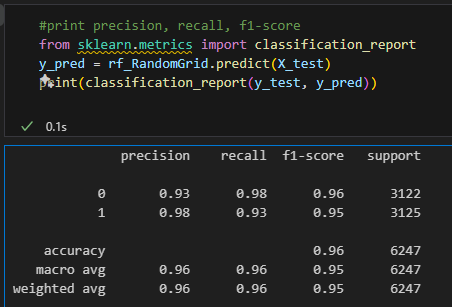 #print precision, recall, f1-score
from sklearn.metrics import classification_report
y_pred = rf_RandomGrid.predict(X_test)
print(classification_report(y_test, y_pred))
0.1s
precision recall f1-score support
0 0.93 0.98 0.96 3122
1 0.98 0.93 0.95 3125
accuracy 0.96 6247
macro avg 0.96 0.96 0.95 6247
weighted avg 0.96 0.96 0.95 6247